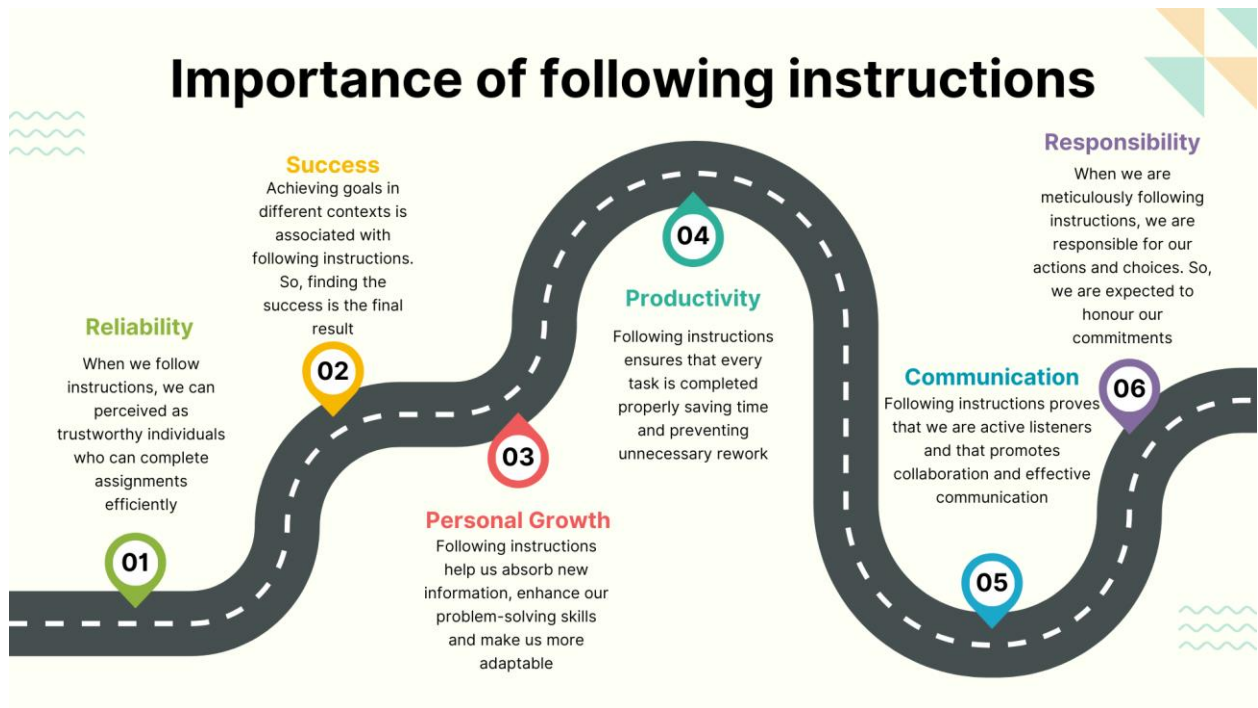 Importance of following instructions
Reliability
When we follow
instructions, we can
perceived as
trustworthy individuals
who can complete
assignments
efficiently
01
Success
Achieving goals in
different contexts is
associated with
following instructions.
So, finding the
success is the final
result
02
03
Personal Growth
Following instructions
help us absorb new
information, enhance our
problem-solving skills
and make us more
adaptable
04
Productivity
Following instructions
ensures that every
task is completed
properly saving time
and preventing
unnecessary rework
Communication
Following instructions proves
that we are active listeners
and that promotes
collaboration and effective
communication
05
Responsibility
When we are
meticulously following
instructions, we are
responsible for our
actions and choices. So,
we are expected to
honour our
commitments
06